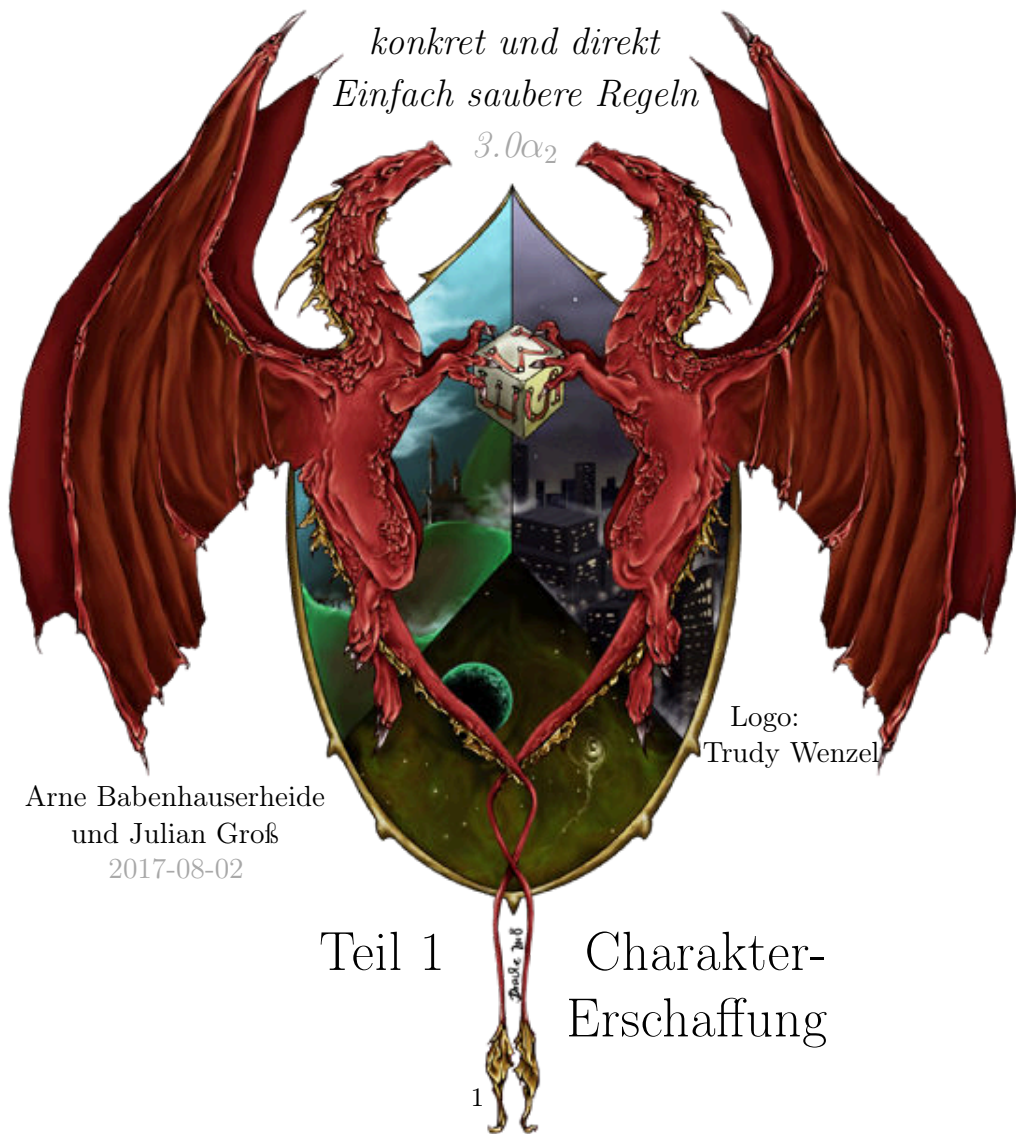 konkret und direkt
Einfach saubere Regeln
3.0α₂
Logo:
Trudy Wenzel
Arne Babenhauserheide
und Julian Groß
2017-08-02
Teil 1
Charakter-
Erschaffung
1